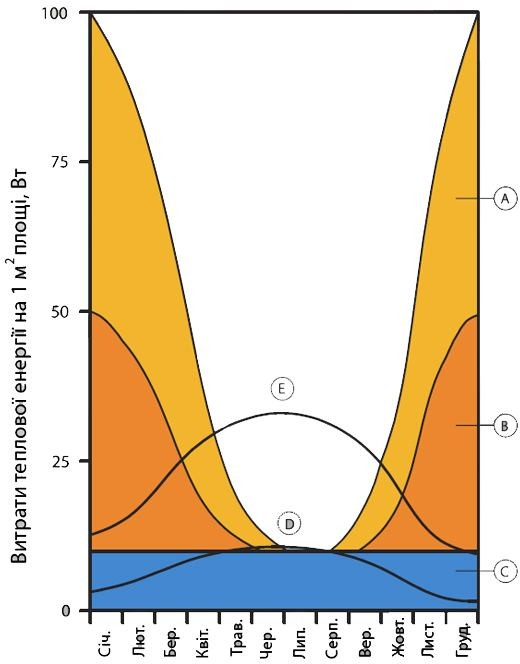 100
75
50
25
0
Витрати теплової енергії на 1 м² площі, Вт
A
B
C
E
D
Січ.
Лют.
Бер.
Квіт.
Трав.
Чер.
Лип.
Серп.
Вер.
Жовт.
Лист.
Груд.